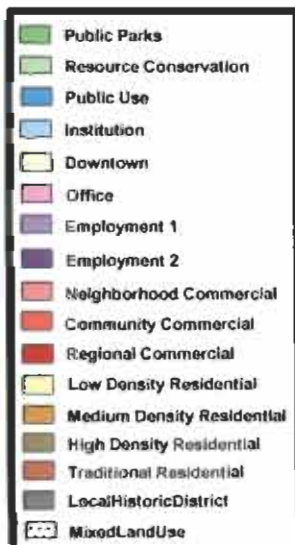 Public Parks
Resource Conservation
Public Use
Institution
Downtown
Office
Employment 1
Employment 2
Neighborhood Commercial
Community Commercial
Regional Commercial
Low Density Residential
Medium Density Residential
High Density Residential
Traditional Residential
LocalHistoricDistrict
MixedLandUse